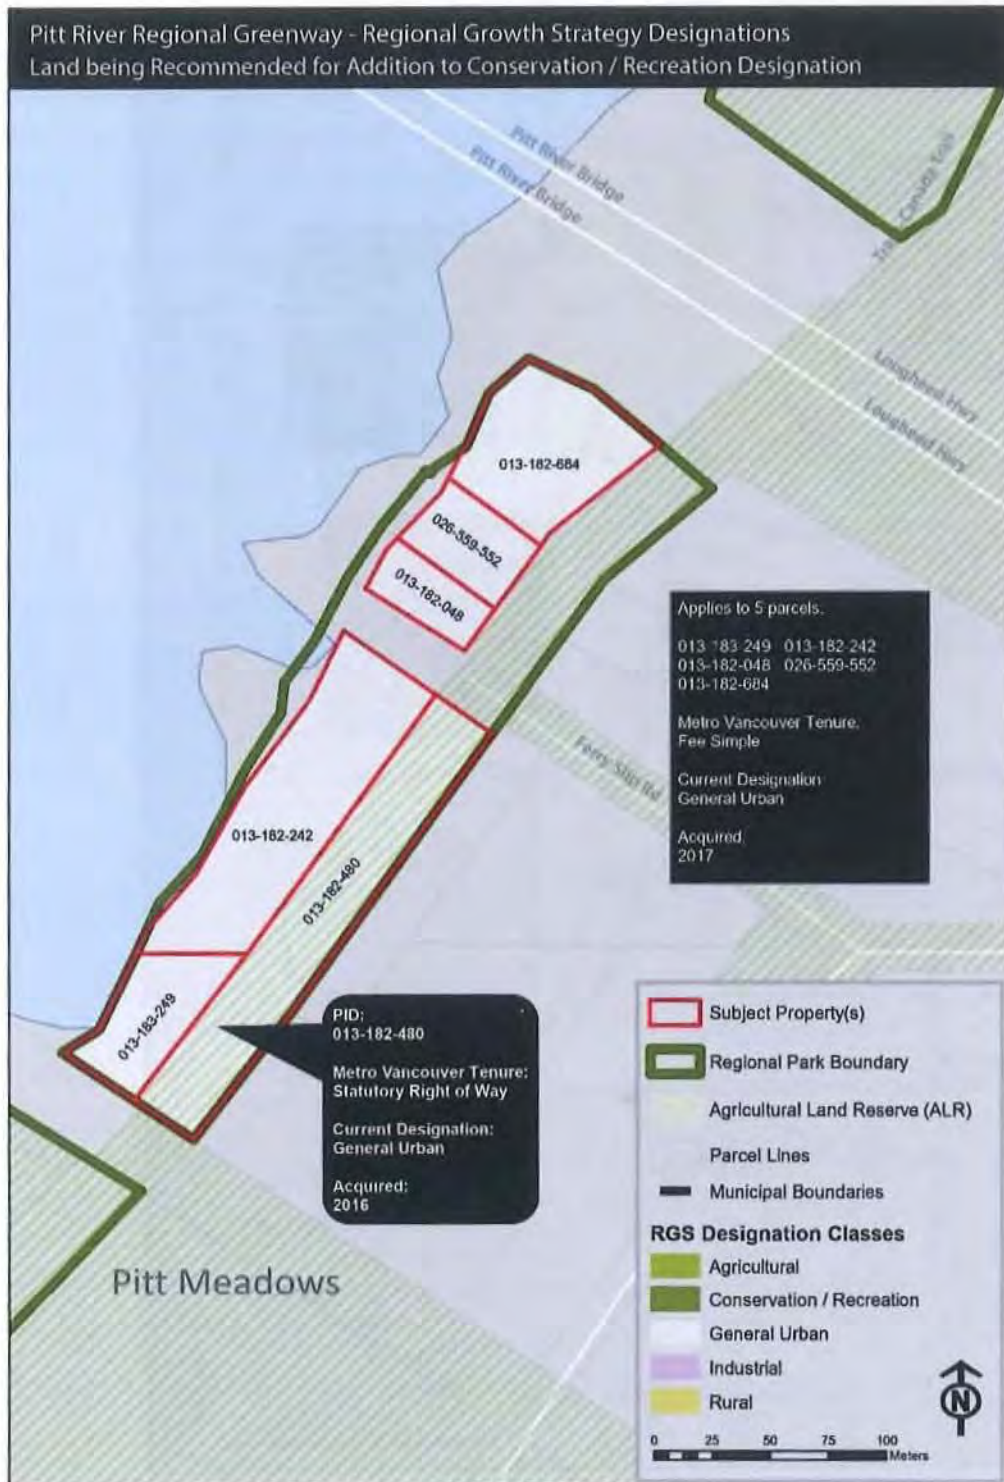 Pitt River Regional Greenway - Regional Growth Strategy Designations
Land being Recommended for Addition to Conservation / Recreation Designation
Pitt River Bridge
Pitt River Bridge
Canada Trail
Lougheed Hwy
Lougheed Hwy
013-182-684
026-559-552
013-182-048
Applies to 5 parcels.
013-183-249 013-182-242
013-182-048 026-559-552
013-182-684
Metro Vancouver Tenure.
Fee Simple
Current Designation
General Urban
Acquired.
2017
Ferry Slip Rd
013-182-242
013-182-480
013-183-249
PID:
013-182-480
Metro Vancouver Tenure:
Statutory Right of Way
Current Designation:
General Urban
Acquired:
2016
Pitt Meadows
Subject Property(s)
Regional Park Boundary
Agricultural Land Reserve (ALR)
Parcel Lines
Municipal Boundaries
RGS Designation Classes
Agricultural
Conservation / Recreation
General Urban
Industrial
Rural
N
0 25 50 75 100
Meters